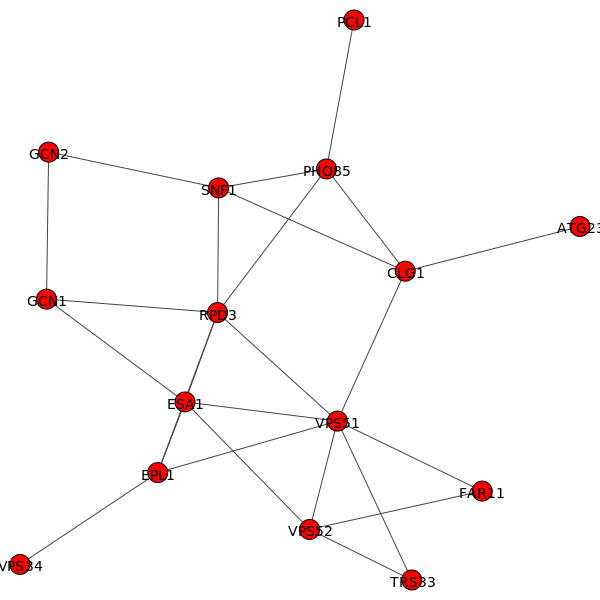 PCL1
GCN2
PHO85
SNF1
ATG23
CLG1
GCN1
RPD3
ESA1
VPS51
EPL1
FAR11
VPS52
VPS34
TRS33